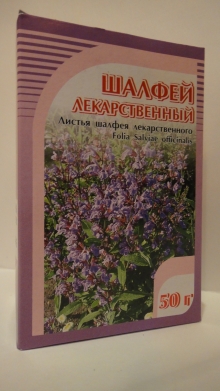 ШАЛФЕЙ
ЛЕКАРСТВЕННЫЙ
Листья шалфея лекарственного
Folia Salviae officinalis
50 г